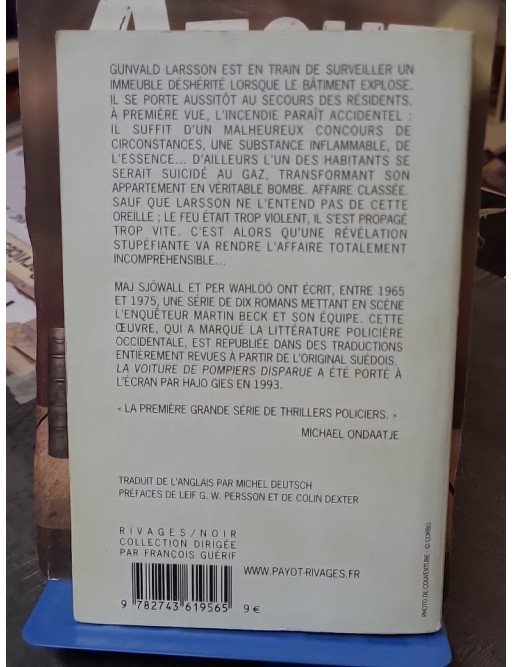 GUNVALD LARSSON EST EN TRAIN DE SURVEILLER UN
IMMEUBLE DÉSHÉRITÉ LORSQUE LE BÂTIMENT EXPLOSE.
IL SE PORTE AUSSITÔT AU SECOURS DES RÉSIDENTS.
À PREMIÈRE VUE, L'INCENDIE PARAÎT ACCIDENTEL :
IL SUFFIT D'UN MALHEUREUX CONCOURS DE
CIRCONSTANCES, UNE SUBSTANCE INFLAMMABLE, DE
L'ESSENCE... D'AILLEURS L'UN DES HABITANTS SE
SERAIT SUICIDÉ AU GAZ, TRANSFORMANT SON
APPARTEMENT EN VÉRITABLE BOMBE. AFFAIRE CLASSÉE.
SAUF QUE LARSSON NE L'ENTEND PAS DE CETTE
OREILLE ; LE FEU ÉTAIT TROP VIOLENT, IL S'EST PROPAGÉ
TROP VITE. C'EST ALORS QU'UNE RÉVÉLATION
STUPÉFIANTE VA RENDRE L'AFFAIRE TOTALEMENT
INCOMPRÉHENSIBLE...
MAJ SJÖWALL ET PER WAHLÖÖ ONT ÉCRIT, ENTRE 1965
ET 1975, UNE SÉRIE DE DIX ROMANS METTANT EN SCÈNE
L'ENQUÊTEUR MARTIN BECK ET SON ÉQUIPE. CETTE
ŒUVRE, QUI A MARQUÉ LA LITTÉRATURE POLICIÈRE
OCCIDENTALE, EST REPUBLIÉE DANS DES TRADUCTIONS
ENTIÈREMENT REVUES À PARTIR DE L'ORIGINAL SUÉDOIS.
LA VOITURE DE POMPIERS DISPARUE A ÉTÉ PORTÉ À
L'ÉCRAN PAR HAJO GIES EN 1993.
« LA PREMIÈRE GRANDE SÉRIE DE THRILLERS POLICIERS. »
MICHAEL ONDAATJE
TRADUIT DE L'ANGLAIS PAR MICHEL DEUTSCH
PRÉFACES DE LEIF G. W. PERSSON ET DE COLIN DEXTER
RIVAGES/NOIR
COLLECTION DIRIGÉE
PAR FRANÇOIS GUÉRIF
WWW.PAYOT-RIVAGES.FR
9 782743 619565 9 €
PHOTO DE COUVERTURE : © CORBIS